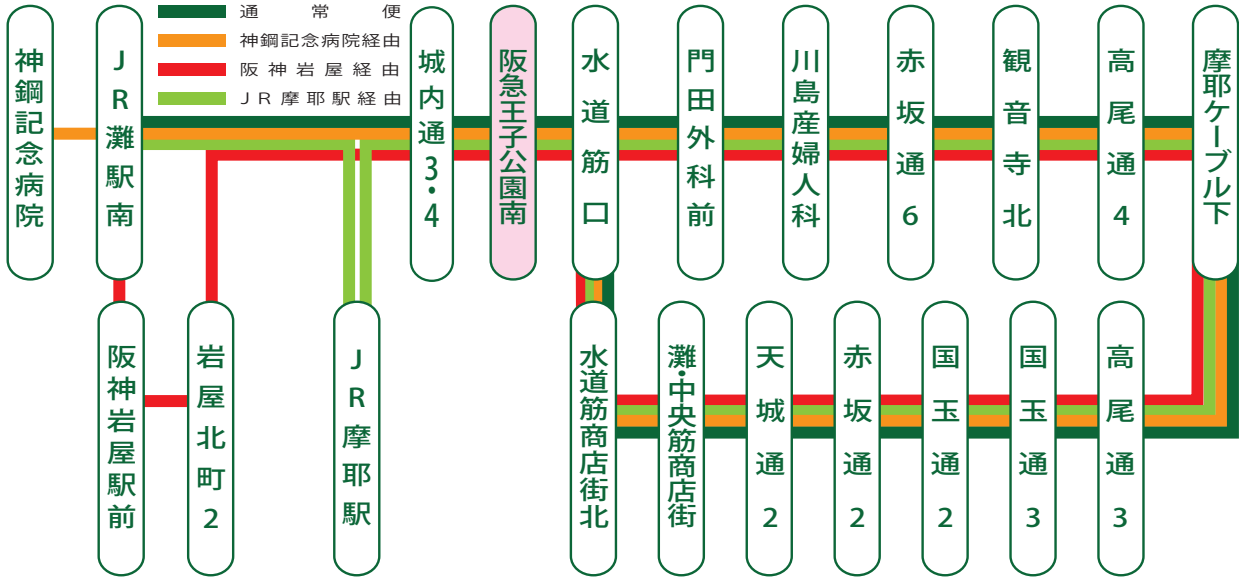 通常便
神鋼記念病院経由
阪神岩屋経由
JR摩耶駅経由
神鋼記念病院
JR灘駅南
城内通3・4
阪急王子公園南
水道筋口
門田外科前
川島産婦人科
赤坂通6
観音寺北
高尾通4
摩耶ケーブル下
阪神岩屋駅前
岩屋北町2
JR摩耶駅
水道筋商店街北
灘・中央筋商店街
天城通2
赤坂通2
国玉通2
国玉通3
高尾通3